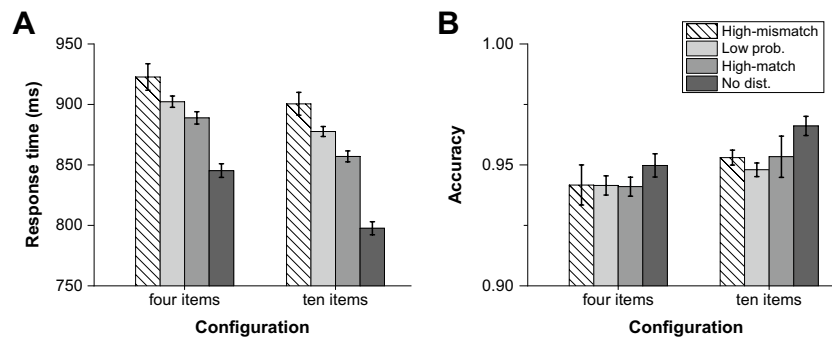 A
Response time (ms)
950
900
850
800
750
four items
ten items
Configuration
B
Accuracy
1.00
0.95
0.90
four items
ten items
Configuration
High-mismatch
Low prob.
High-match
No dist.